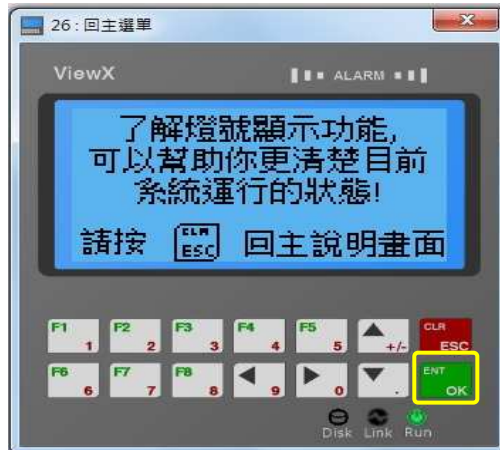 26 : 回主選單
ViewX
ALARM
了解燈號顯示功能,
可以幫助你更清楚目前
系統運行的狀態!
請按 CLR ESC 回主說明畫面
F1 1 F2 2 F3 3 F4 4 F5 5 +/- CLR ESC
F6 6 F7 7 F8 8 9 0 . ENT OK
Disk Link Run